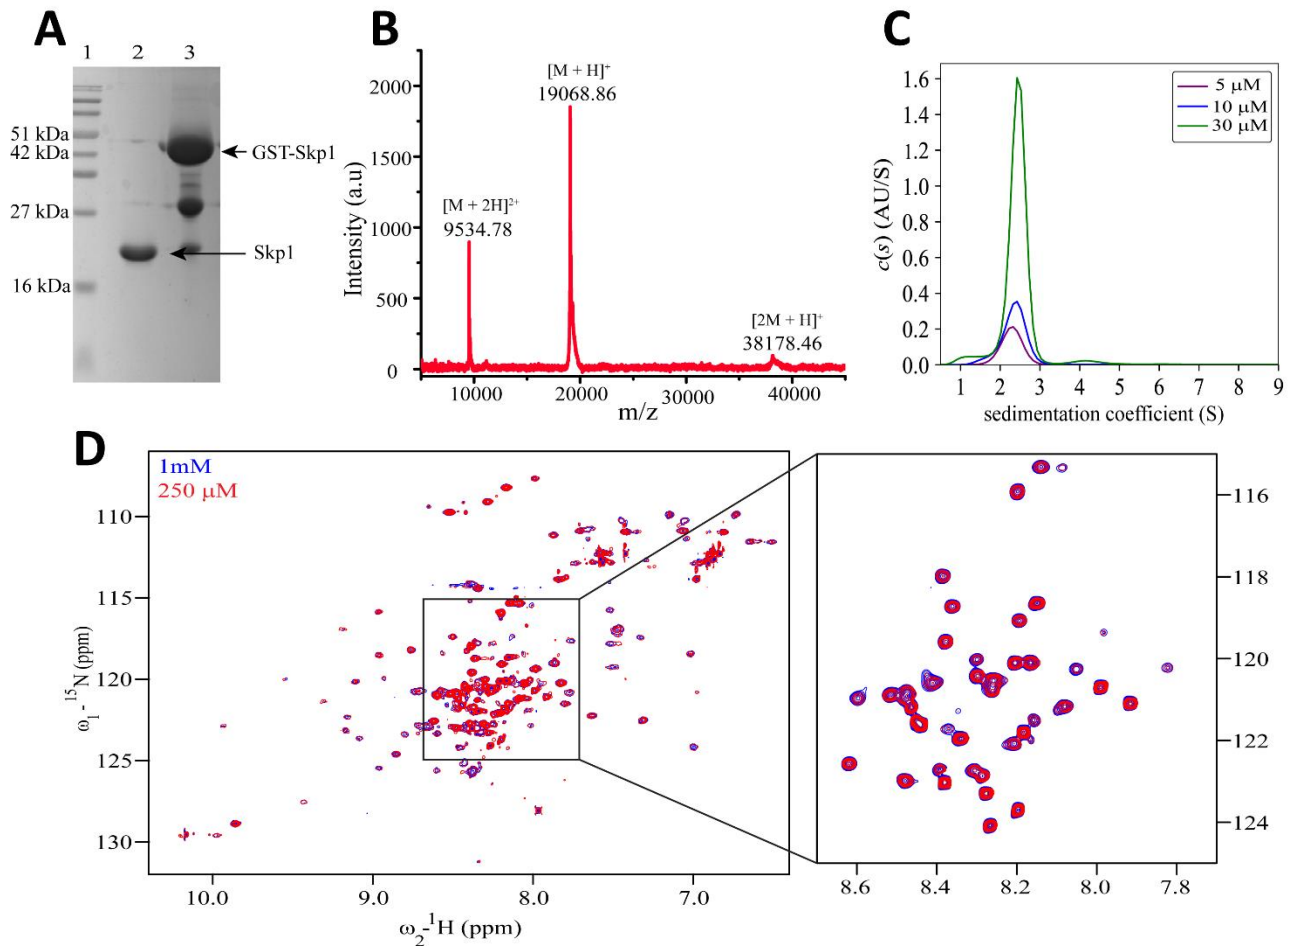 A
1 2 3
51 kDa
42 kDa
27 kDa
16 kDa
GST-Skp1
Skp1
B
2000
1500
1000
500
0
Intensity (a.u)
10000 20000 30000 40000
m/z
[M + 2H]²⁺
9534.78
[M + H]⁺
19068.86
[2M + H]⁺
38178.46
C
1.6
1.4
1.2
1.0
0.8
0.6
0.4
0.2
0.0
c(s) (AU/S)
1 2 3 4 5 6 7 8 9
sedimentation coefficient (S)
5 µM
10 µM
30 µM
D
1mM
250 µM
110
115
120
125
130
ω₁ - ¹⁵N (ppm)
10.0 9.0 8.0 7.0
ω₂-¹H (ppm)
116
118
120
122
124
8.6 8.4 8.2 8.0 7.8